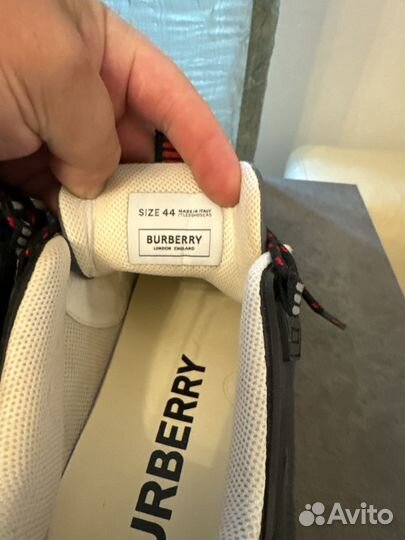 SIZE 44 MADE IN ITALY
BURBERRY
LONDON ENGLAND
URBERRY
Avito